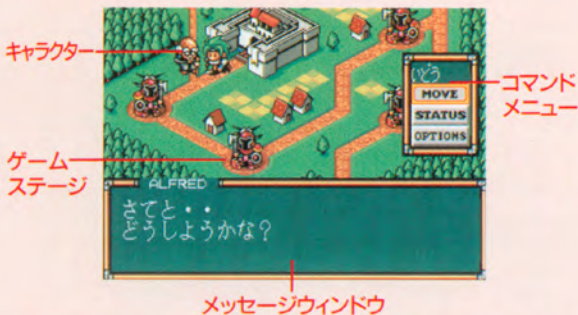 キャラクター
いどう
MOVE
STATUS
OPTIONS
コマンド
メニュー
ゲーム
ステージ
ALFRED
さてと・・
どうしようかな?
メッセージウィンドウ